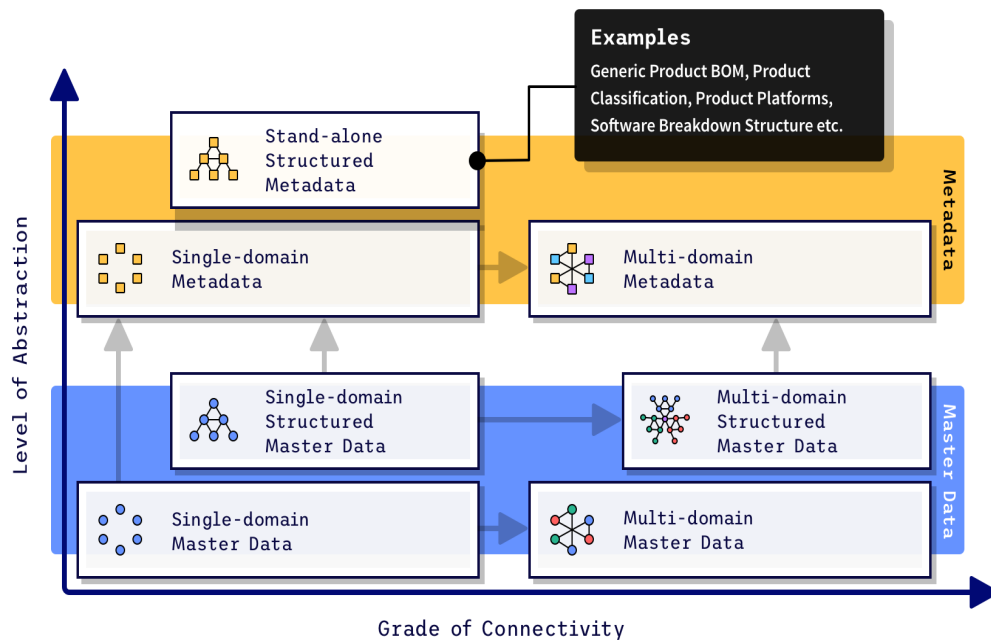 Examples
Generic Product BOM, Product
Classification, Product Platforms,
Software Breakdown Structure etc.
Stand-alone
Structured
Metadata
Metadata
Single-domain
Metadata
Multi-domain
Metadata
Level of Abstraction
Single-domain
Structured
Master Data
Multi-domain
Structured
Master Data
Master Data
Single-domain
Master Data
Multi-domain
Master Data
Grade of Connectivity